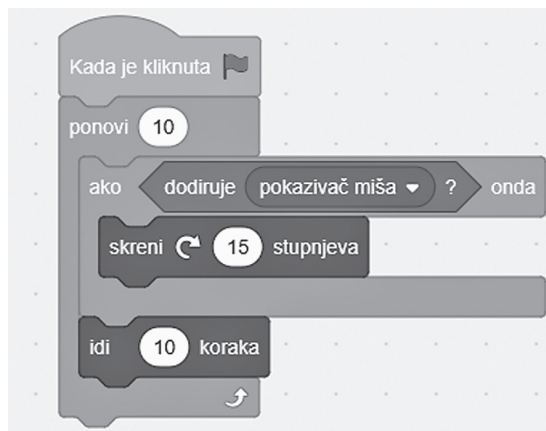 Kada je kliknuta
ponovi 10
ako dodiruje pokazivač miša ? onda
skreni 15 stupnjeva
idi 10 koraka